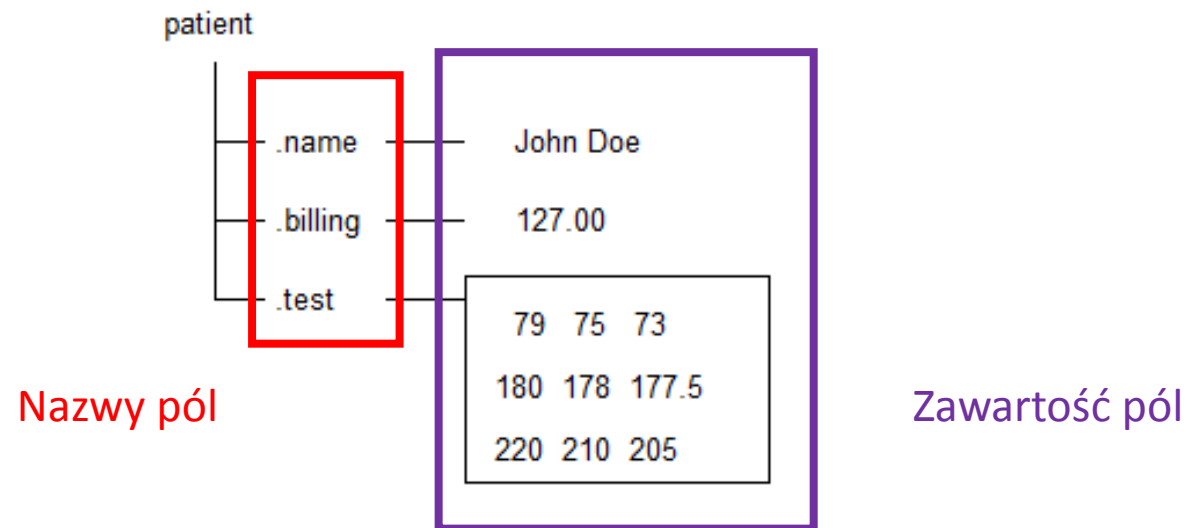 patient
.name John Doe
.billing 127.00
.test
79 75 73
180 178 177.5
220 210 205
Nazwy pól
Zawartość pól